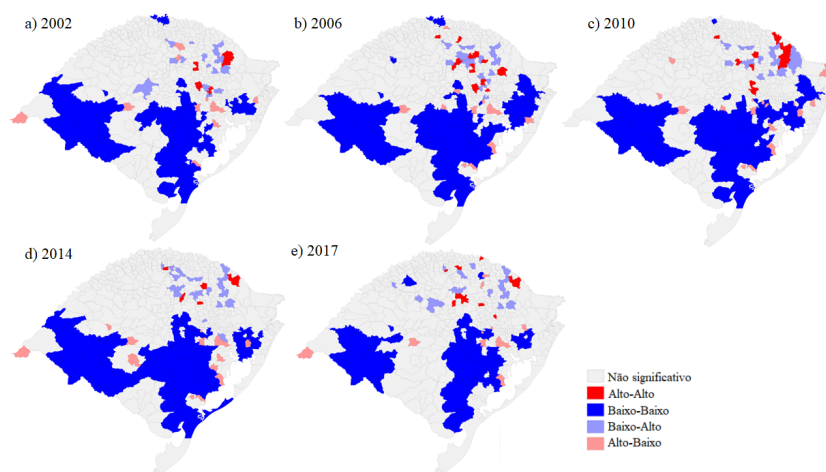 a) 2002
b) 2006
c) 2010
d) 2014
e) 2017
Não significativo
Alto-Alto
Baixo-Baixo
Baixo-Alto
Alto-Baixo